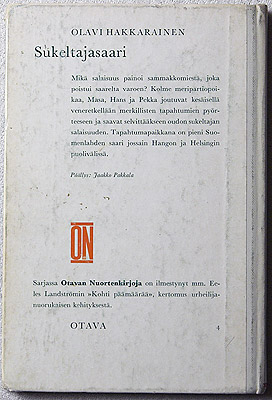 OLAVI HAKKARAINEN
Sukeltajasaari
Mikä salaisuus painoi sammakkomiestä, joka
poistui saarelta varoen? Kolme meripartiopoi-
kaa, Masa, Hans ja Pekka joutuvat kesäisellä
veneretkellään merkillisten tapahtumien pyör-
teeseen ja saavat selvittääkseen oudon sukeltajan
salaisuuden. Tapahtumapaikkana on pieni Suo-
menlahden saari jossain Hangon ja Helsingin
puolivälissä.
Päällys: Jaakko Pakkala
ON
Sarjassa Otavan Nuortenkirjoja on ilmestynyt mm. Ee-
les Landströmin »Kohti päämäärää», kertomus urheilija-
nuorukaisen kehityksestä.
OTAVA 4